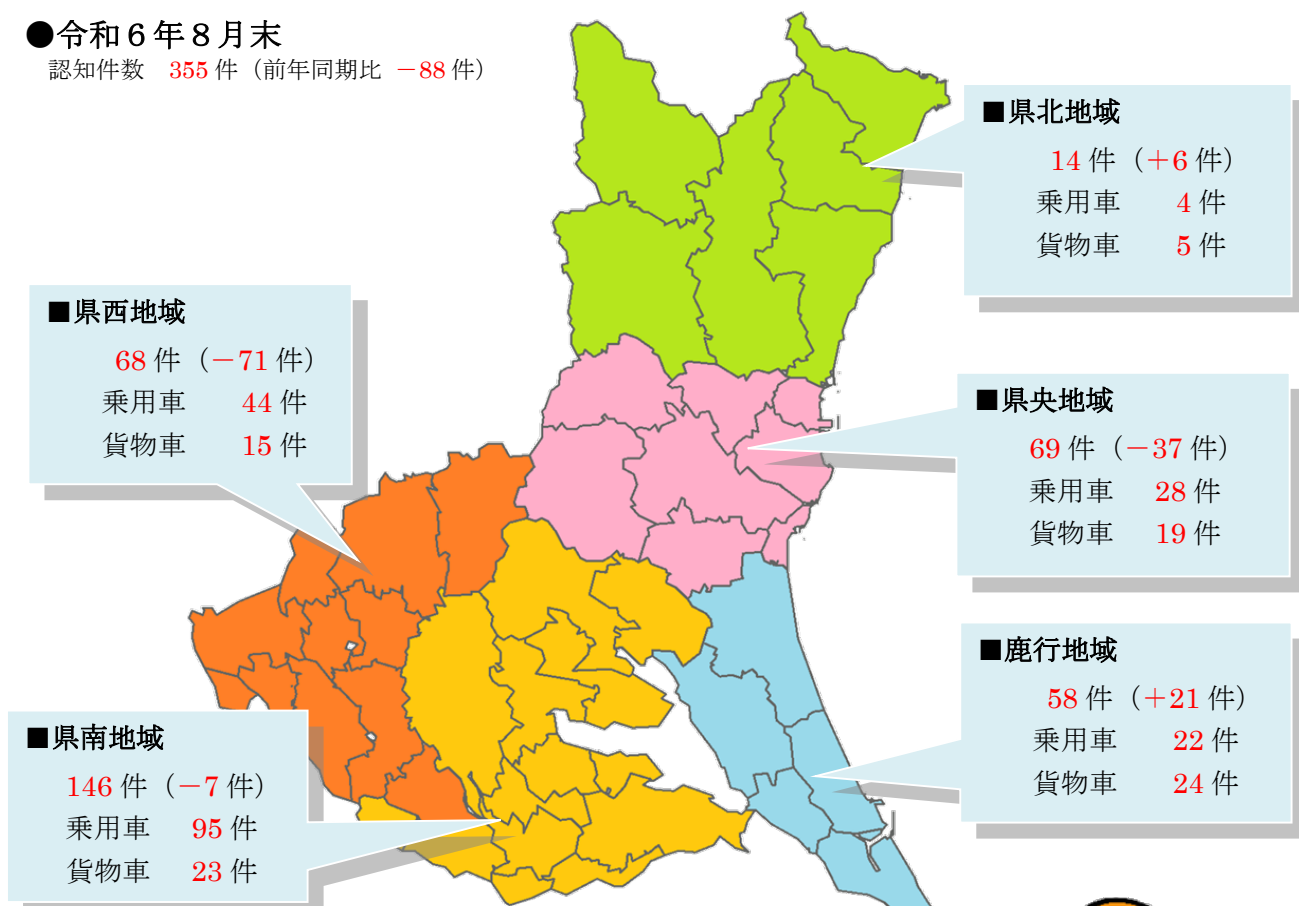 ●令和６年８月末
認知件数　355 件（前年同期比　−88 件）
■県北地域
14 件（＋6 件）
乗用車　4 件
貨物車　5 件
■県西地域
68 件（−71 件）
乗用車　44 件
貨物車　15 件
■県央地域
69 件（−37 件）
乗用車　28 件
貨物車　19 件
■鹿行地域
58 件（＋21 件）
乗用車　22 件
貨物車　24 件
■県南地域
146 件（−7 件）
乗用車　95 件
貨物車　23 件